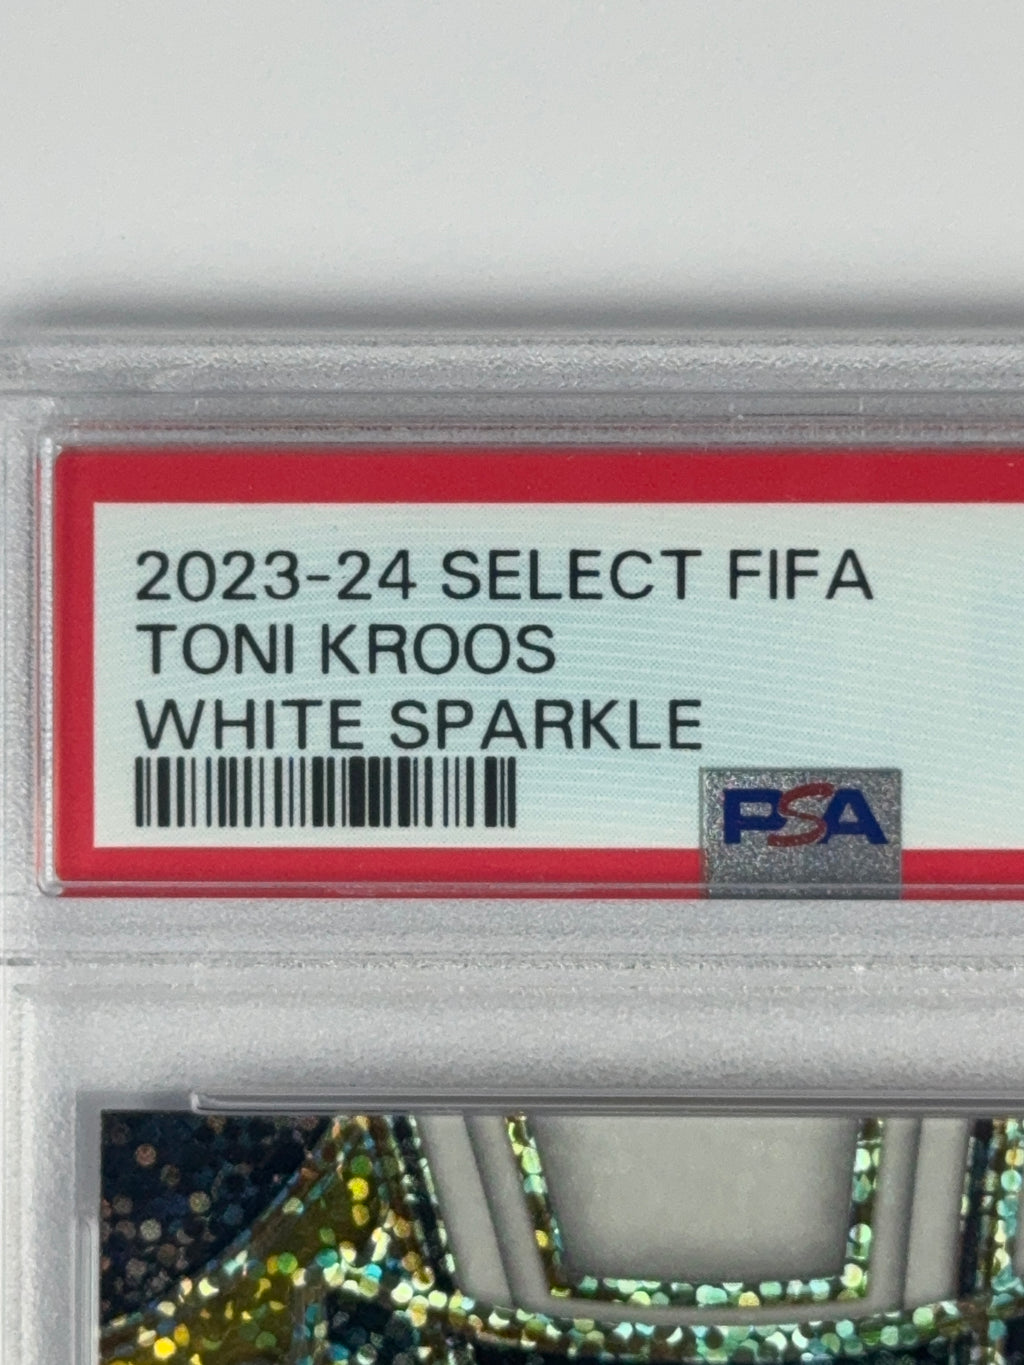 2023-24 SELECT FIFA
TONI KROOS
WHITE SPARKLE
PSA